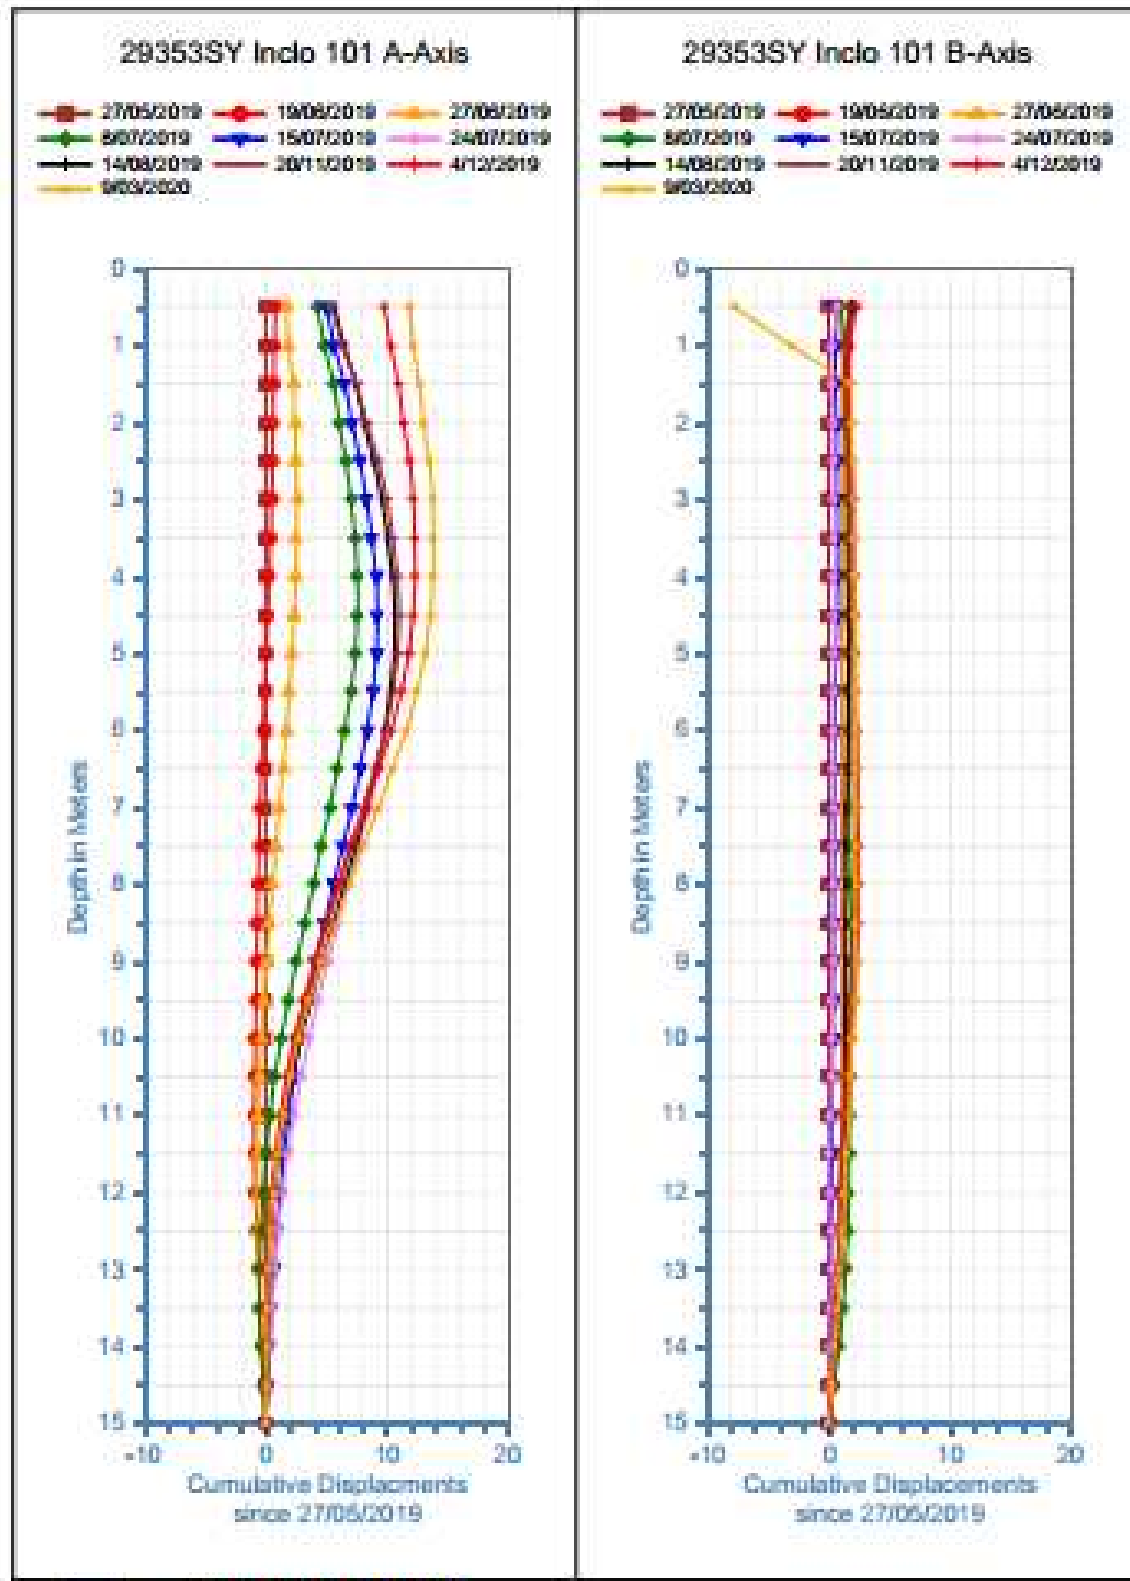 29353SY Inclo 101 A-Axis
27/05/2019 19/06/2019 27/06/2019
8/07/2019 15/07/2019 24/07/2019
14/08/2019 20/11/2019 4/12/2019
9/03/2020
0
1
2
3
4
5
6
7
8
9
10
11
12
13
14
15
Depth in Meters
-10 0 10 20
Cumulative Displacments
since 27/05/2019
29353SY Inclo 101 B-Axis
27/05/2019 19/06/2019 27/06/2019
8/07/2019 15/07/2019 24/07/2019
14/08/2019 20/11/2019 4/12/2019
9/03/2020
0
1
2
3
4
5
6
7
8
9
10
11
12
13
14
15
Depth in Meters
-10 0 10 20
Cumulative Displacements
since 27/05/2019